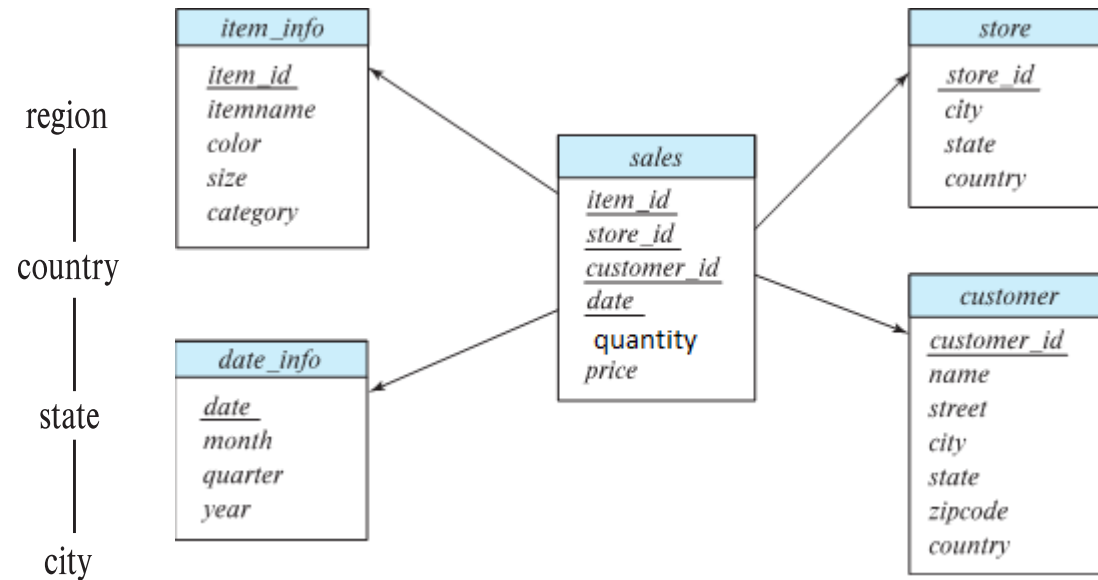 region
country
state
city
item_info
item_id
itemname
color
size
category
date_info
date
month
quarter
year
sales
item_id
store_id
customer_id
date
quantity
price
store
store_id
city
state
country
customer
customer_id
name
street
city
state
zipcode
country